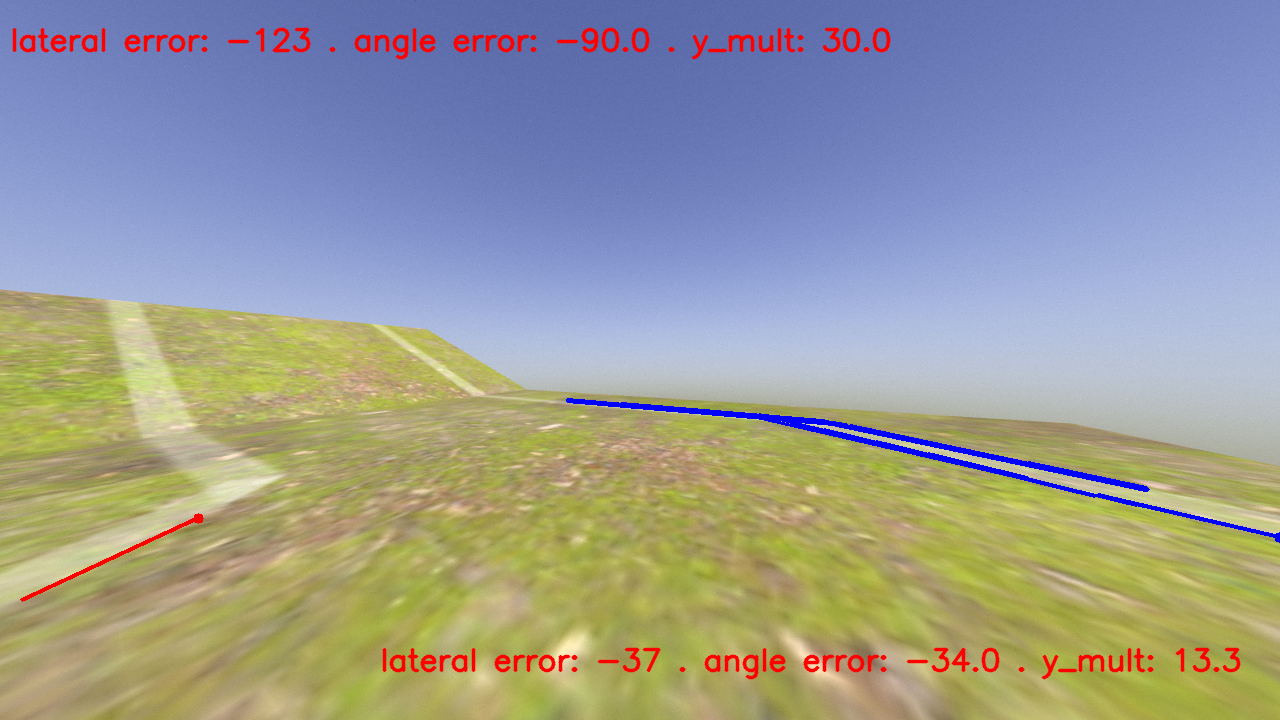 lateral error: -123 . angle error: -90.0 . y_mult: 30.0
lateral error: -37 . angle error: -34.0 . y_mult: 13.3